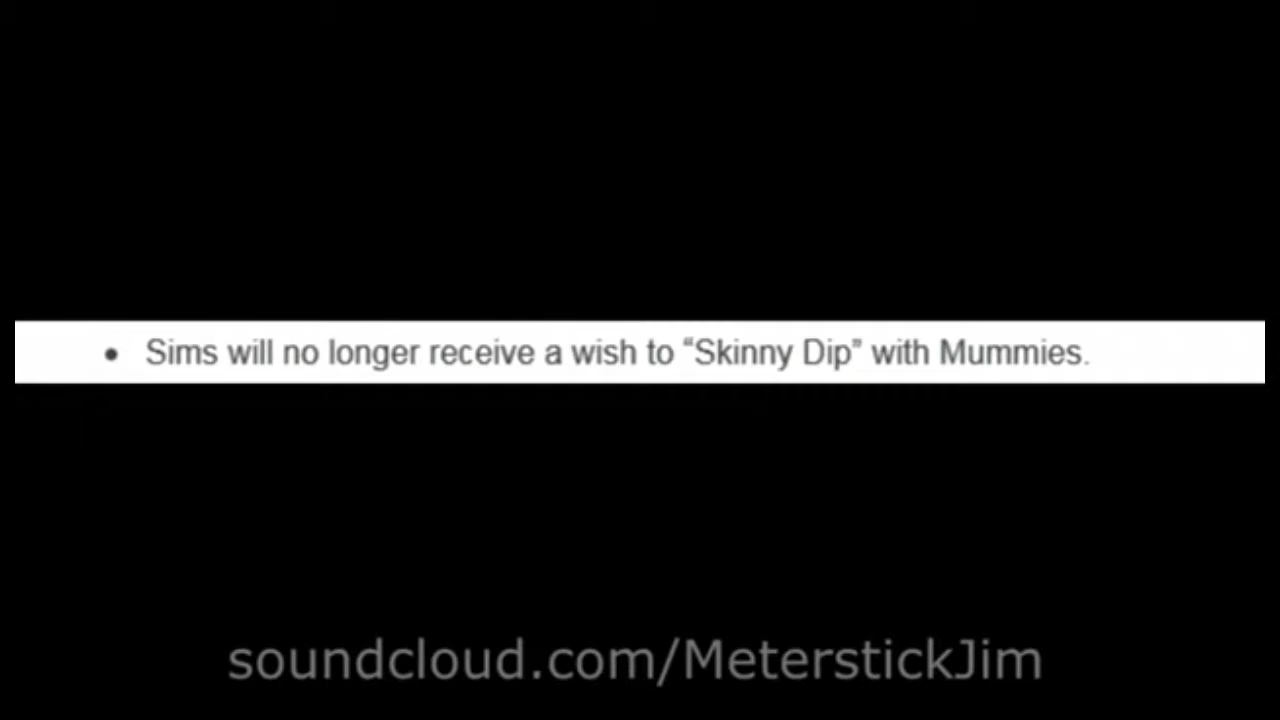 • Sims will no longer receive a wish to “Skinny Dip” with Mummies.
soundcloud.com/MeterstickJim